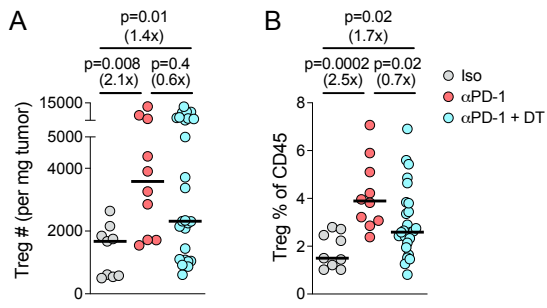 A
p=0.01
(1.4x)
p=0.008
(2.1x)
p=0.4
(0.6x)
Treg # (per mg tumor)
15000
5000
4000
2000
0
B
p=0.02
(1.7x)
p=0.0002
(2.5x)
p=0.02
(0.7x)
Treg % of CD45
8
6
4
2
0
Iso
αPD-1
αPD-1 + DT